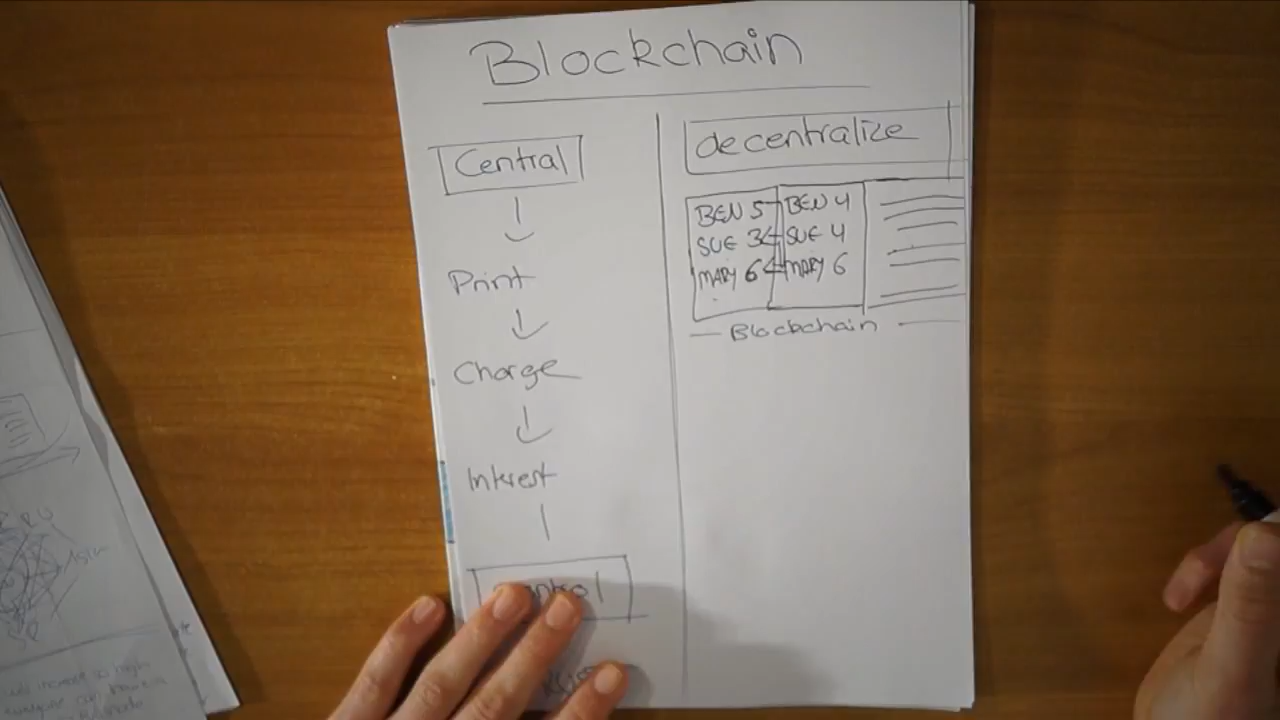 Blockchain
Central
Print
Charge
Interest
Control
decentralize
BEN 5 BEN 4
SUE 3 SUE 4
MARY 6 MARY 6
Blockchain